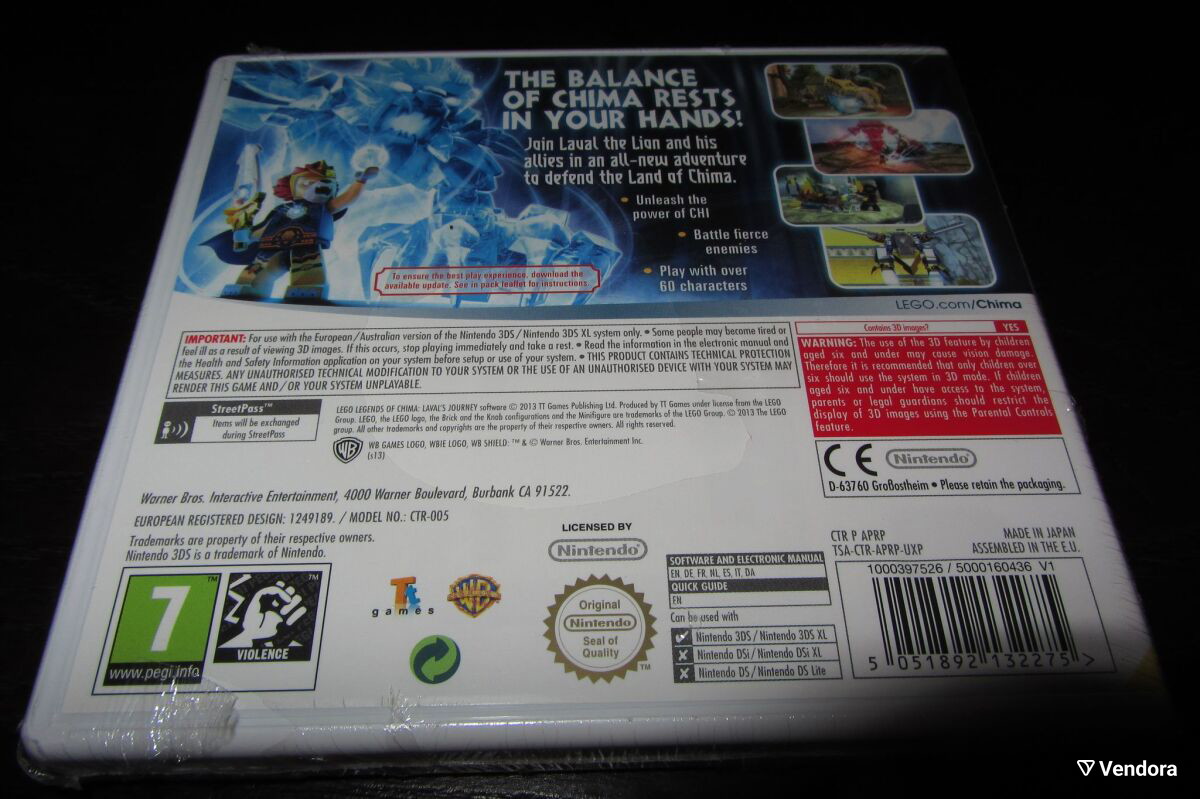 THE BALANCE
OF CHIMA RESTS
IN YOUR HANDS!
Join Laval the Lion and his
allies in an all-new adventure
to defend the Land of Chima.
• Unleash the
power of CHI
• Battle fierce
enemies
• Play with over
60 characters
To ensure the best play experience, download the
available update. See in pack leaflet for instructions.
LEGO.com/Chima
IMPORTANT: For use with the European/Australian version of the Nintendo 3DS/Nintendo 3DS XL system only. • Some people may become tired or
feel ill as a result of viewing 3D images. If this occurs, stop playing immediately and take a rest. • Read the information in the electronic manual and
the Health and Safety Information application on your system before setup or use of your system. • THIS PRODUCT CONTAINS TECHNICAL PROTECTION
MEASURES. ANY UNAUTHORISED TECHNICAL MODIFICATION TO YOUR SYSTEM OR THE USE OF AN UNAUTHORISED DEVICE WITH YOUR SYSTEM MAY
RENDER THIS GAME AND/OR YOUR SYSTEM UNPLAYABLE.
Contains 3D images? YES
WARNING: The use of the 3D feature by children
aged six and under may cause vision damage.
Therefore it is recommended that only children over
six should use the system in 3D mode. If children
aged six and under have access to the system,
parents or legal guardians should restrict the
display of 3D images using the Parental Controls
feature.
StreetPass™
Items will be exchanged
during StreetPass
LEGO LEGENDS OF CHIMA: LAVAL'S JOURNEY software © 2013 TT Games Publishing Ltd. Produced by TT Games under license from the LEGO
Group. LEGO, the LEGO logo, the Brick and the Knob configurations and the Minifigure are trademarks of the LEGO Group. © 2013 The LEGO
group. All other trademarks and copyrights are the property of their respective owners. All rights reserved.
WB
WB GAMES LOGO, WBIE LOGO, WB SHIELD: ™ & © Warner Bros. Entertainment Inc.
(s13)
CE Nintendo
D-63760 Großostheim • Please retain the packaging.
Warner Bros. Interactive Entertainment, 4000 Warner Boulevard, Burbank CA 91522.
EUROPEAN REGISTERED DESIGN: 1249189. / MODEL NO.: CTR-005
Trademarks are property of their respective owners.
Nintendo 3DS is a trademark of Nintendo.
7™
www.pegi.info
™
VIOLENCE
Tt
games
LICENSED BY
Nintendo®
Original
Nintendo
Seal of
Quality
™
SOFTWARE AND ELECTRONIC MANUAL
EN, DE, FR, NL, ES, IT, DA
QUICK GUIDE
EN
Can be used with
Nintendo 3DS/Nintendo 3DS XL
Nintendo DSi/Nintendo DSi XL
Nintendo DS/Nintendo DS Lite
CTR P APRP
TSA-CTR-APRP-UXP
MADE IN JAPAN
ASSEMBLED IN THE E.U.
1000397526 / 5000160436 V1
5 051892 132275 >
Vendora